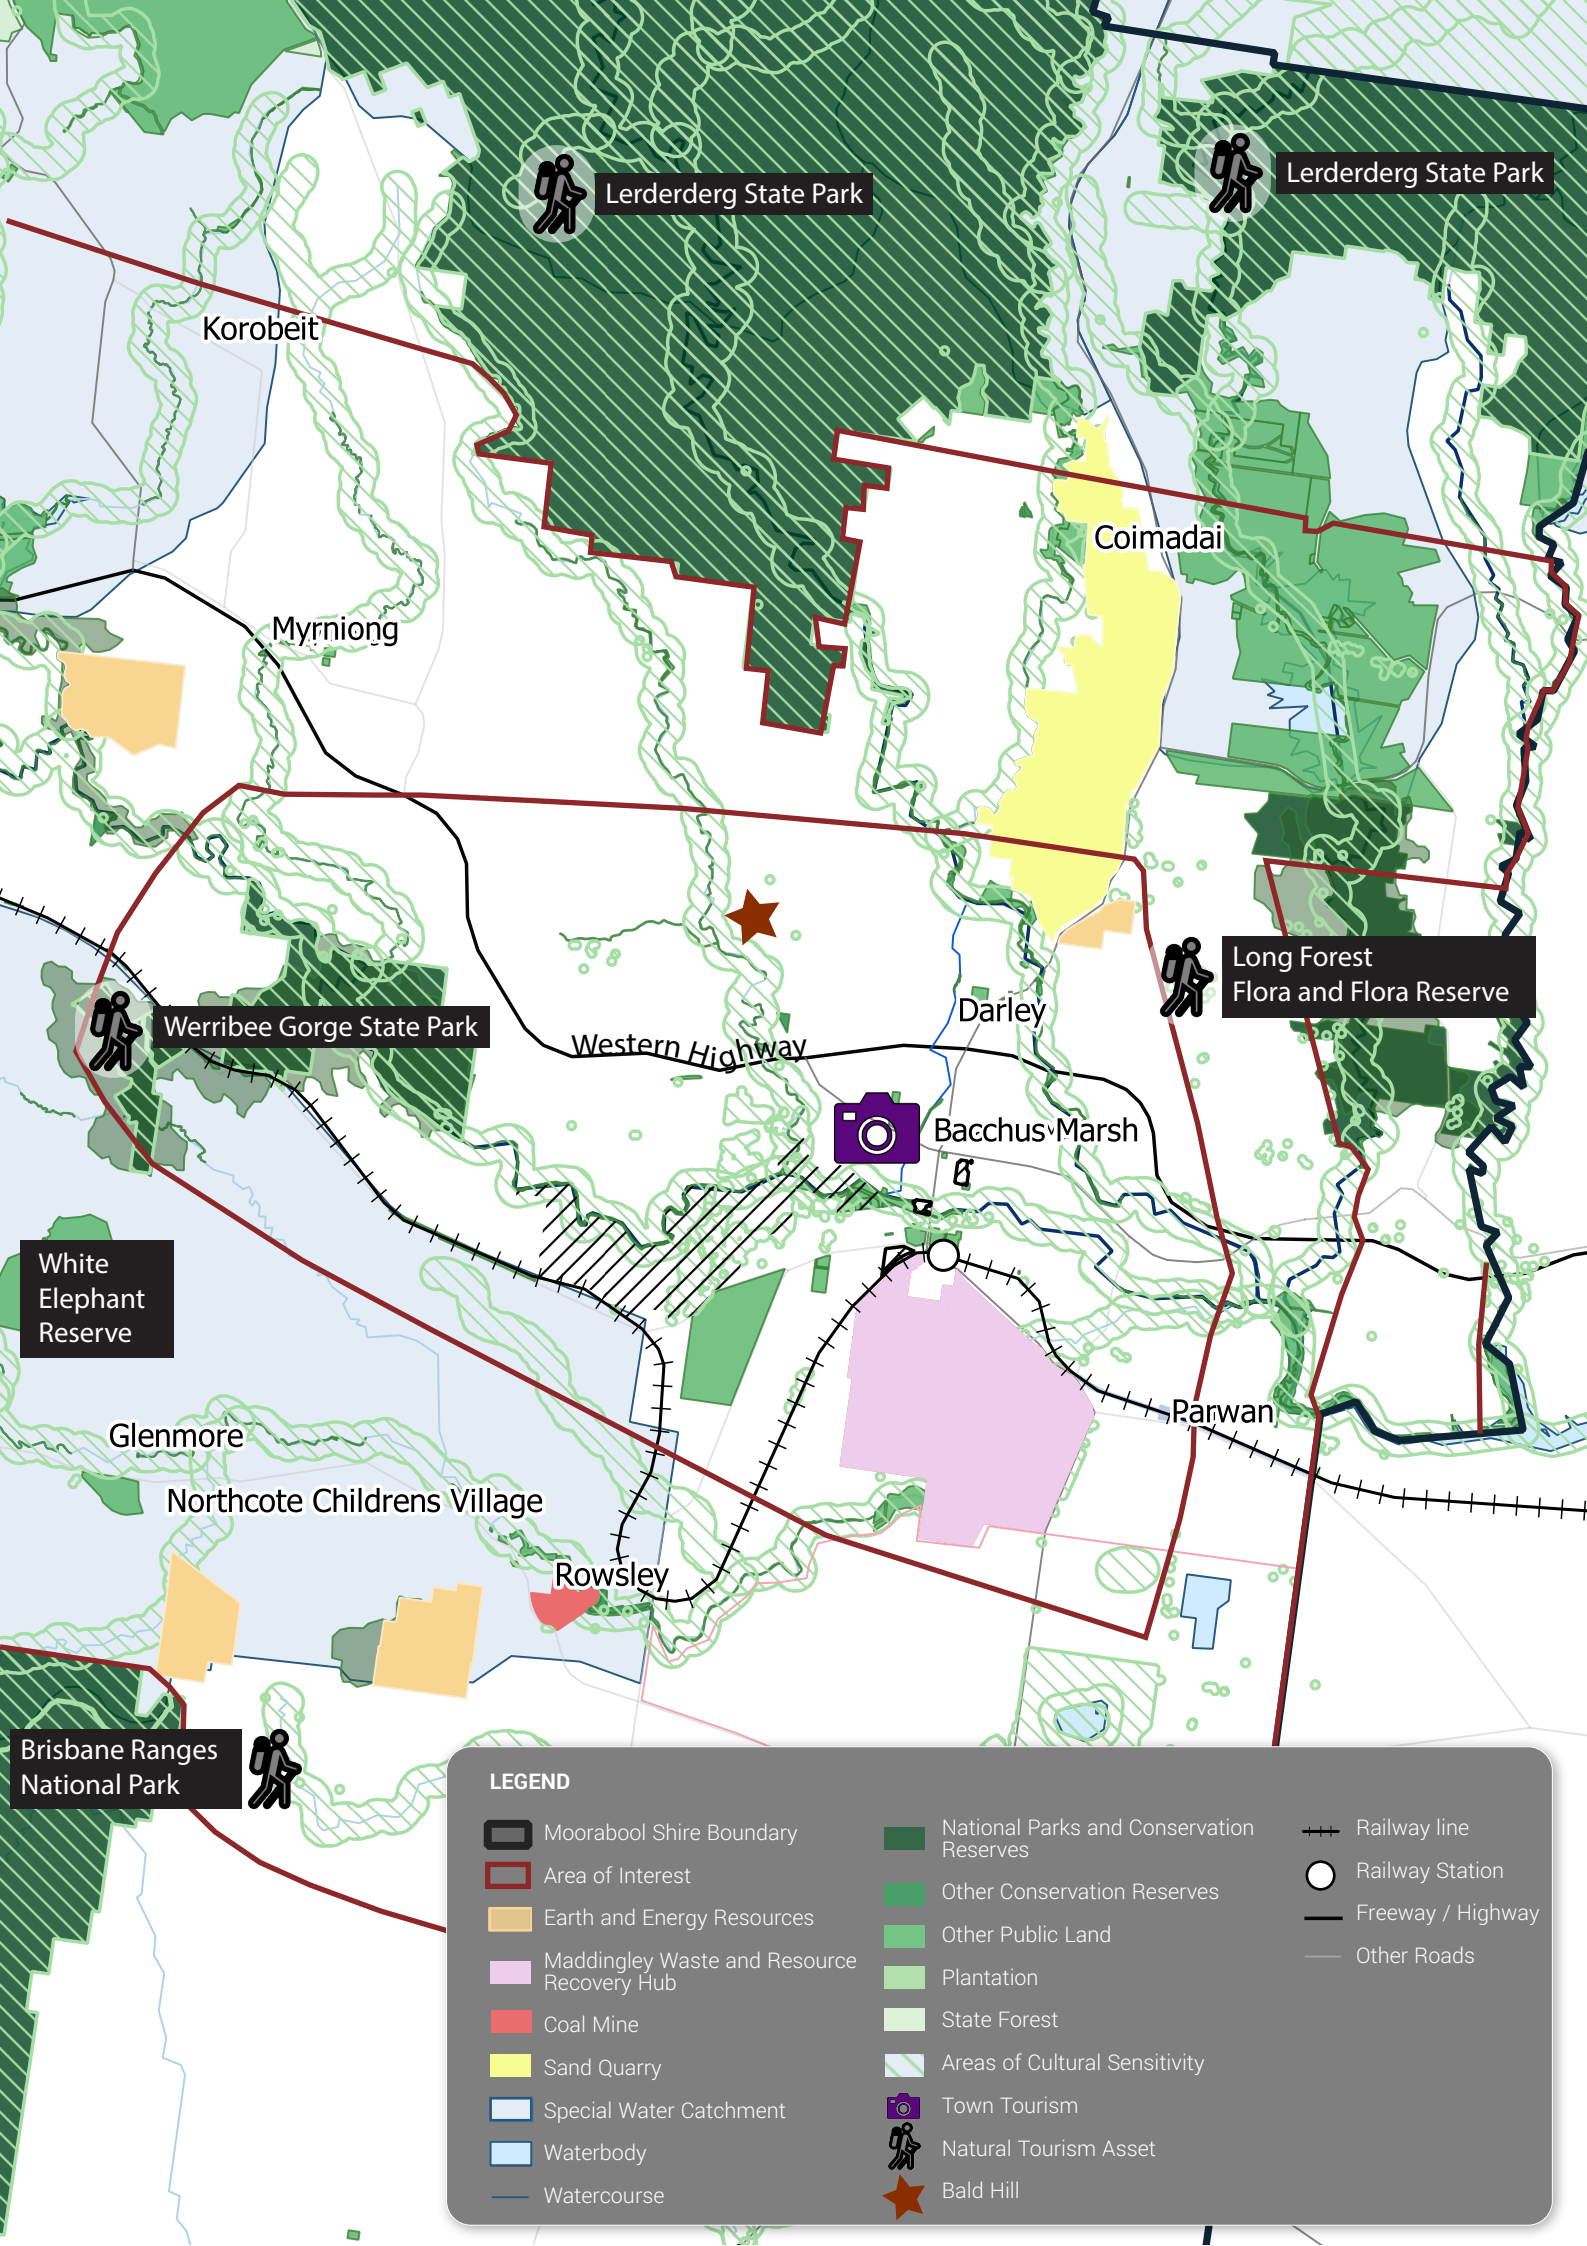 Lerderderg State Park
Lerderderg State Park
Korobeit
Coimadai
Myrniong
Long Forest
Flora and Flora Reserve
Darley
Werribee Gorge State Park
Western Highway
Bacchus Marsh
White
Elephant
Reserve
Parwan
Glenmore
Northcote Childrens Village
Rowsley
Brisbane Ranges
National Park
LEGEND
Moorabool Shire Boundary
Area of Interest
Earth and Energy Resources
Maddingley Waste and Resource
Recovery Hub
Coal Mine
Sand Quarry
Special Water Catchment
Waterbody
Watercourse
National Parks and Conservation
Reserves
Other Conservation Reserves
Other Public Land
Plantation
State Forest
Areas of Cultural Sensitivity
Town Tourism
Natural Tourism Asset
Bald Hill
Railway line
Railway Station
Freeway / Highway
Other Roads